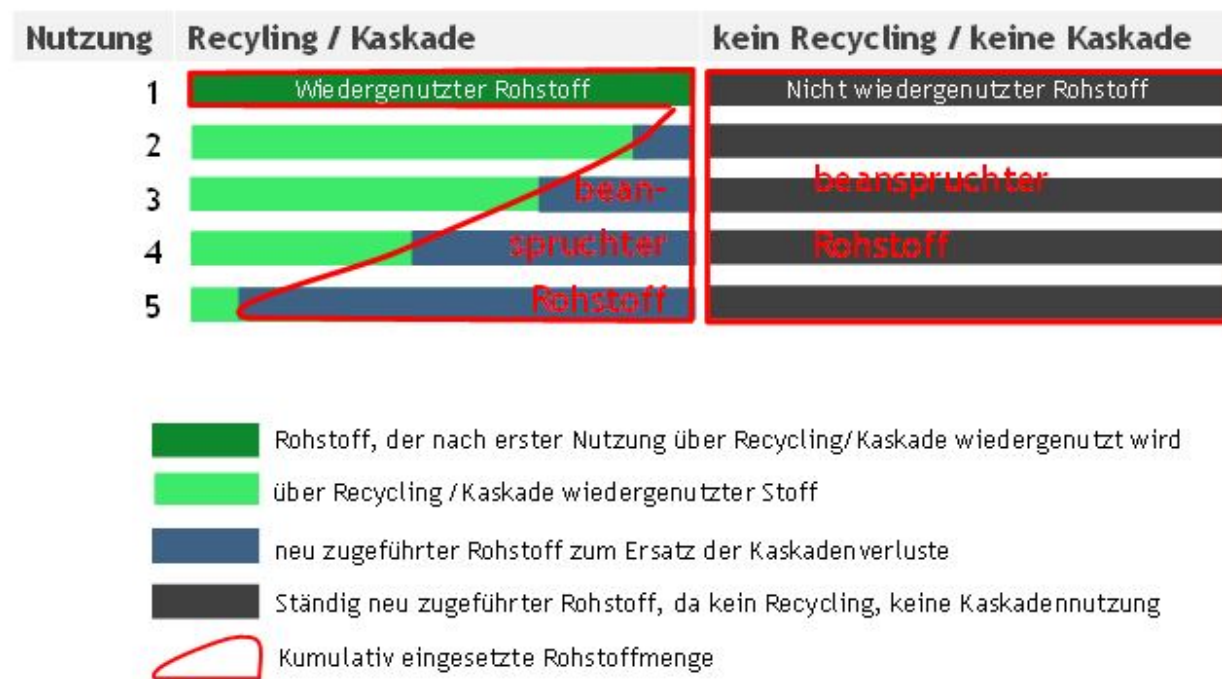 Nutzung Recyling / Kaskade kein Recycling / keine Kaskade
1 Wiedergenutzter Rohstoff Nicht wiedergenutzter Rohstoff
2
3 bean- beanspruchter
4 spruchter Rohstoff
5 Rohstoff
Rohstoff, der nach erster Nutzung über Recycling/Kaskade wiedergenutzt wird
über Recycling /Kaskade wiedergenutzter Stoff
neu zugeführter Rohstoff zum Ersatz der Kaskadenverluste
Ständig neu zugeführter Rohstoff, da kein Recycling, keine Kaskadennutzung
Kumulativ eingesetzte Rohstoffmenge